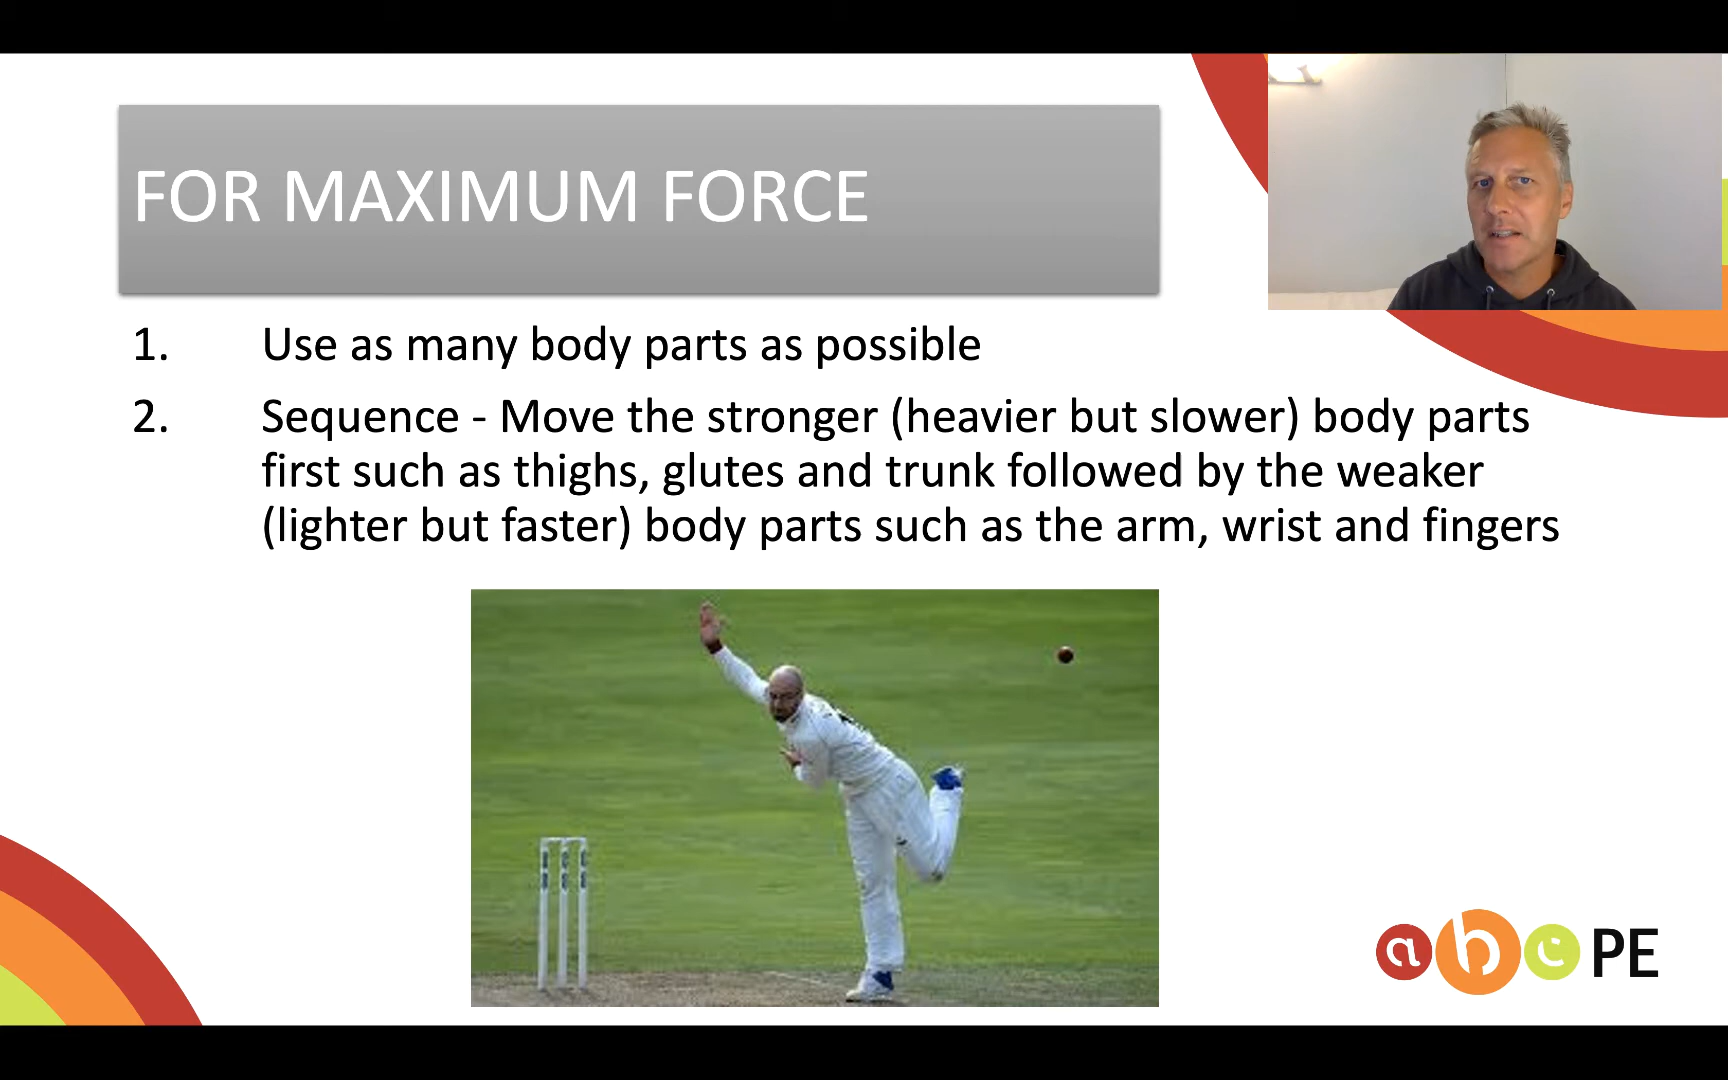 FOR MAXIMUM FORCE
1. Use as many body parts as possible
2. Sequence - Move the stronger (heavier but slower) body parts
first such as thighs, glutes and trunk followed by the weaker
(lighter but faster) body parts such as the arm, wrist and fingers
abc PE